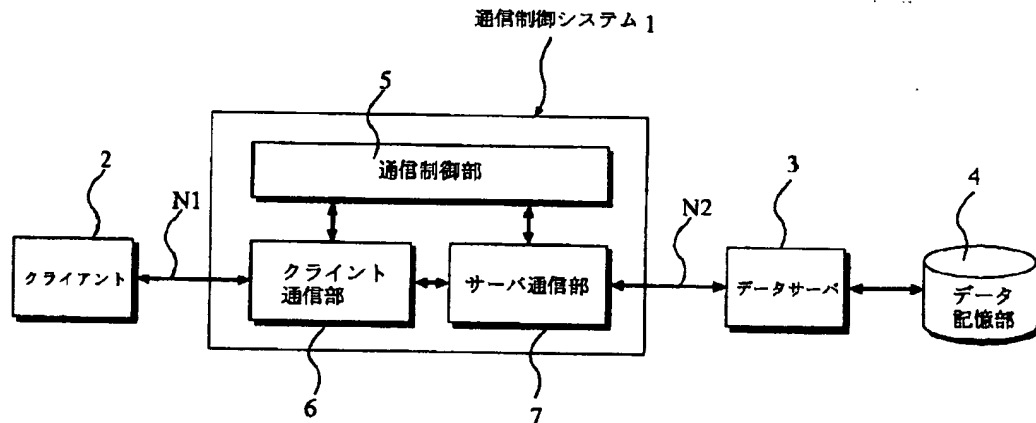 通信制御システム 1
5
通信制御部
2
N1
N2
3
4
クライアント
クライント
通信部
サーバ通信部
データサーバ
データ
記憶部
6
7